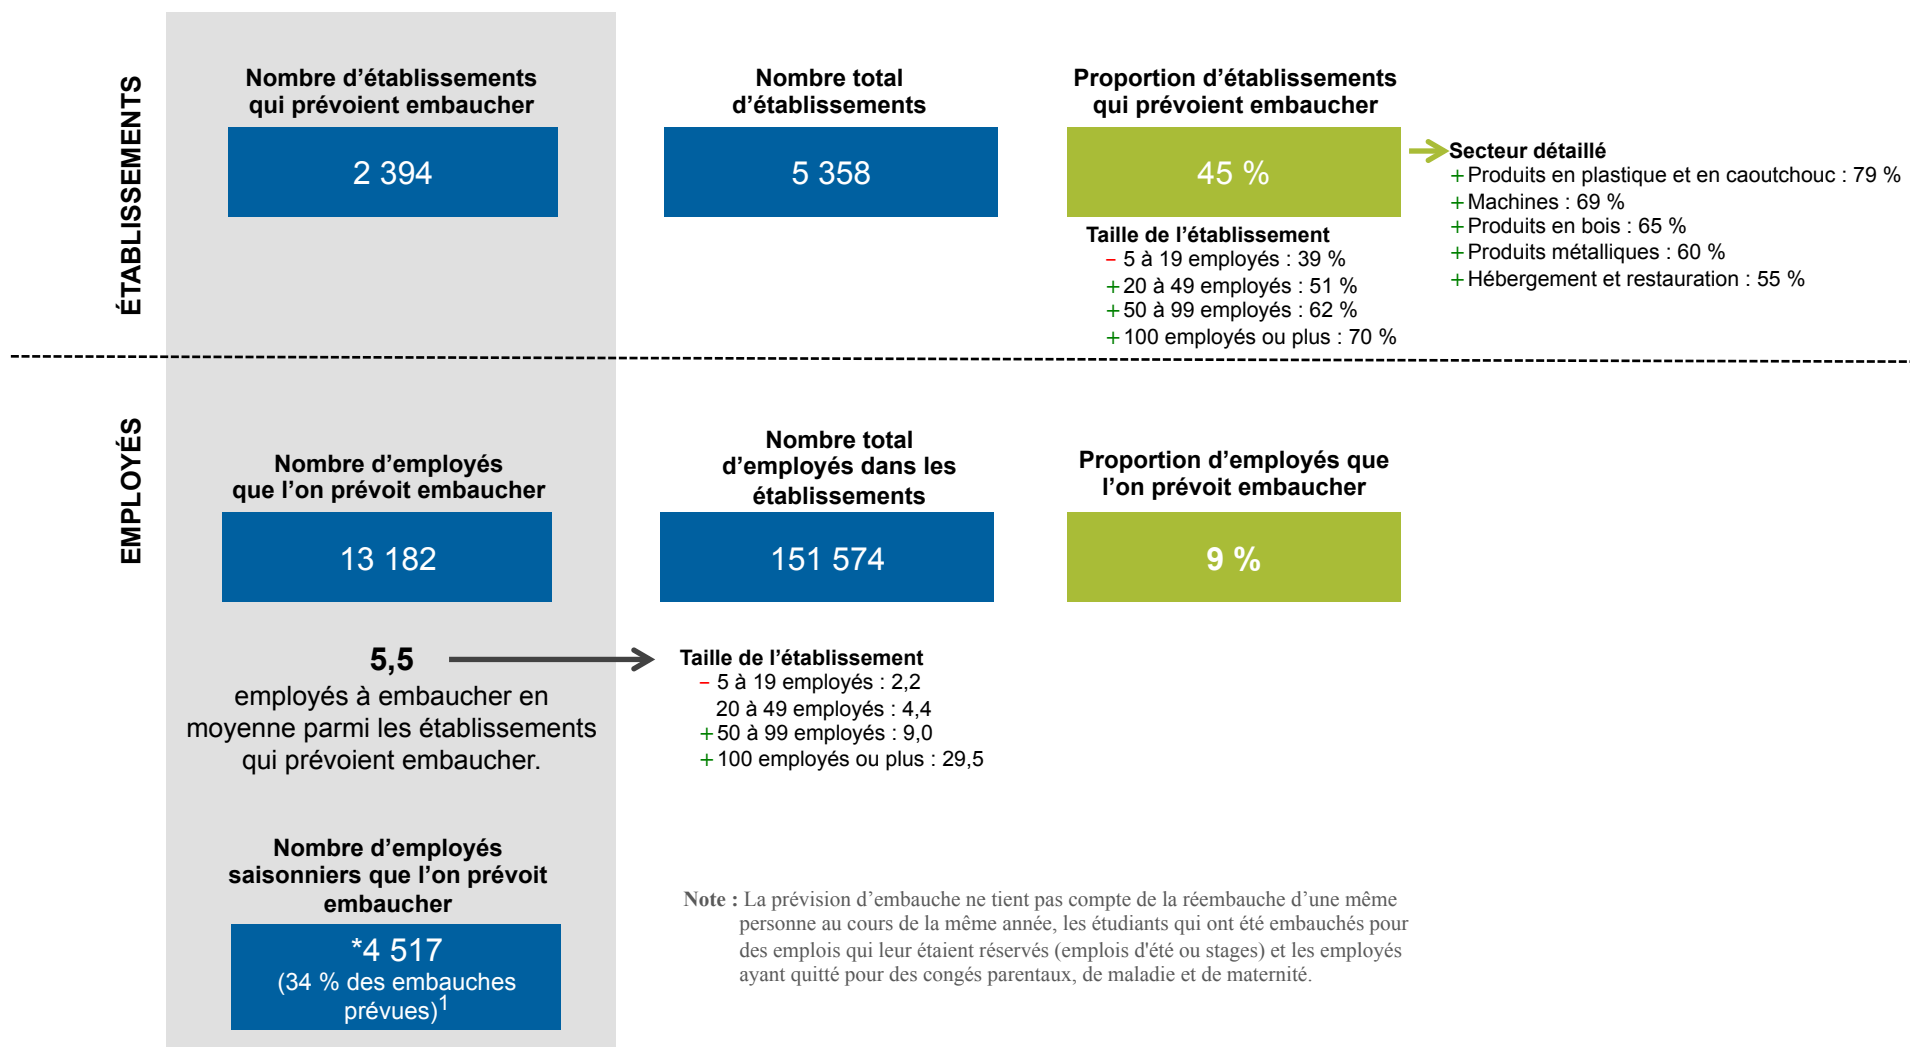 ÉTABLISSEMENTS
Nombre d’établissements
qui prévoient embaucher
2 394
Nombre total
d’établissements
5 358
Proportion d’établissements
qui prévoient embaucher
45 %
Taille de l’établissement
– 5 à 19 employés : 39 %
+ 20 à 49 employés : 51 %
+ 50 à 99 employés : 62 %
+ 100 employés ou plus : 70 %
Secteur détaillé
+ Produits en plastique et en caoutchouc : 79 %
+ Machines : 69 %
+ Produits en bois : 65 %
+ Produits métalliques : 60 %
+ Hébergement et restauration : 55 %
EMPLOYÉS
Nombre d’employés
que l’on prévoit embaucher
13 182
Nombre total
d’employés dans les
établissements
151 574
Proportion d’employés que
l’on prévoit embaucher
9 %
5,5
employés à embaucher en
moyenne parmi les établissements
qui prévoient embaucher.
Taille de l’établissement
– 5 à 19 employés : 2,2
20 à 49 employés : 4,4
+ 50 à 99 employés : 9,0
+ 100 employés ou plus : 29,5
Nombre d’employés
saisonniers que l’on prévoit
embaucher
*4 517
(34 % des embauches
prévues)1
Note : La prévision d’embauche ne tient pas compte de la réembauche d’une même
personne au cours de la même année, les étudiants qui ont été embauchés pour
des emplois qui leur étaient réservés (emplois d'été ou stages) et les employés
ayant quitté pour des congés parentaux, de maladie et de maternité.